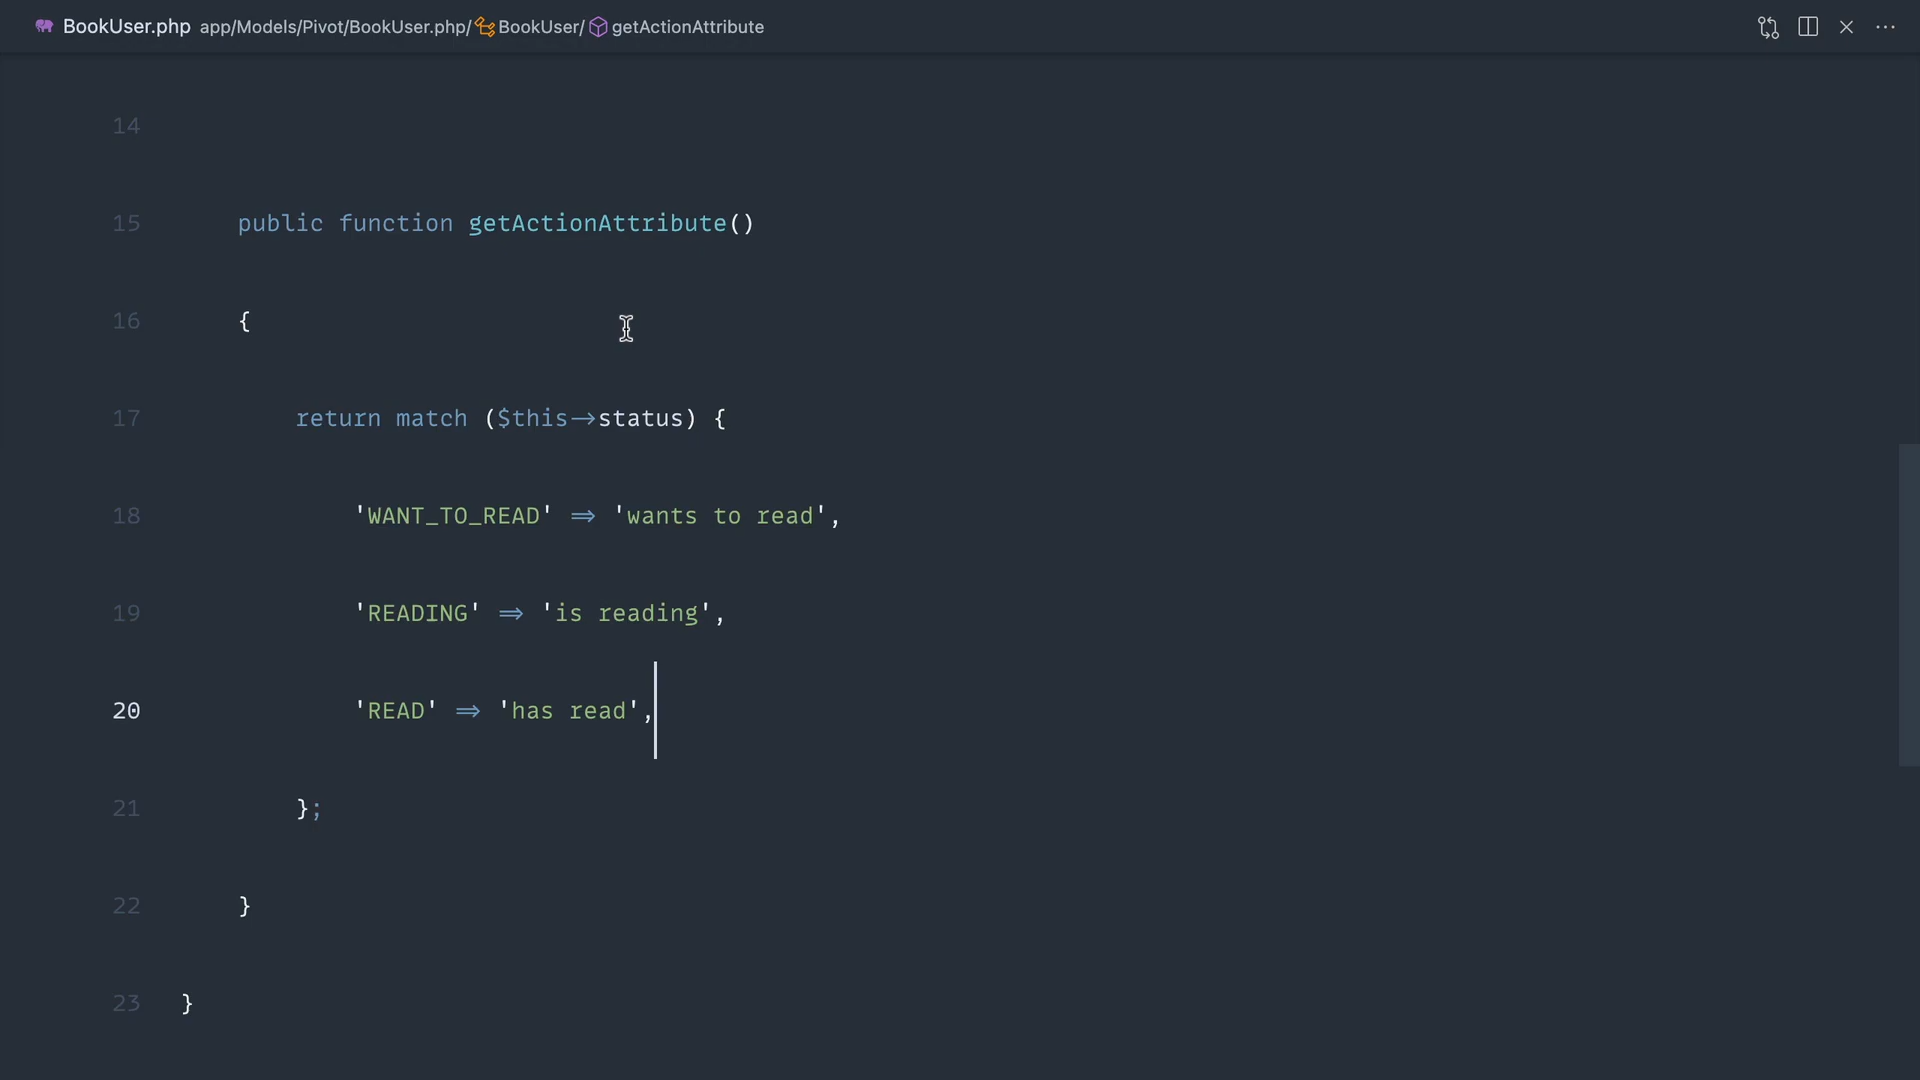 BookUser.php app/Models/Pivot/BookUser.php/BookUser/getActionAttribute
14
15 public function getActionAttribute()
16 {
17 return match ($this->status) {
18 'WANT_TO_READ' => 'wants to read',
19 'READING' => 'is reading',
20 'READ' => 'has read',
21 };
22 }
23 }